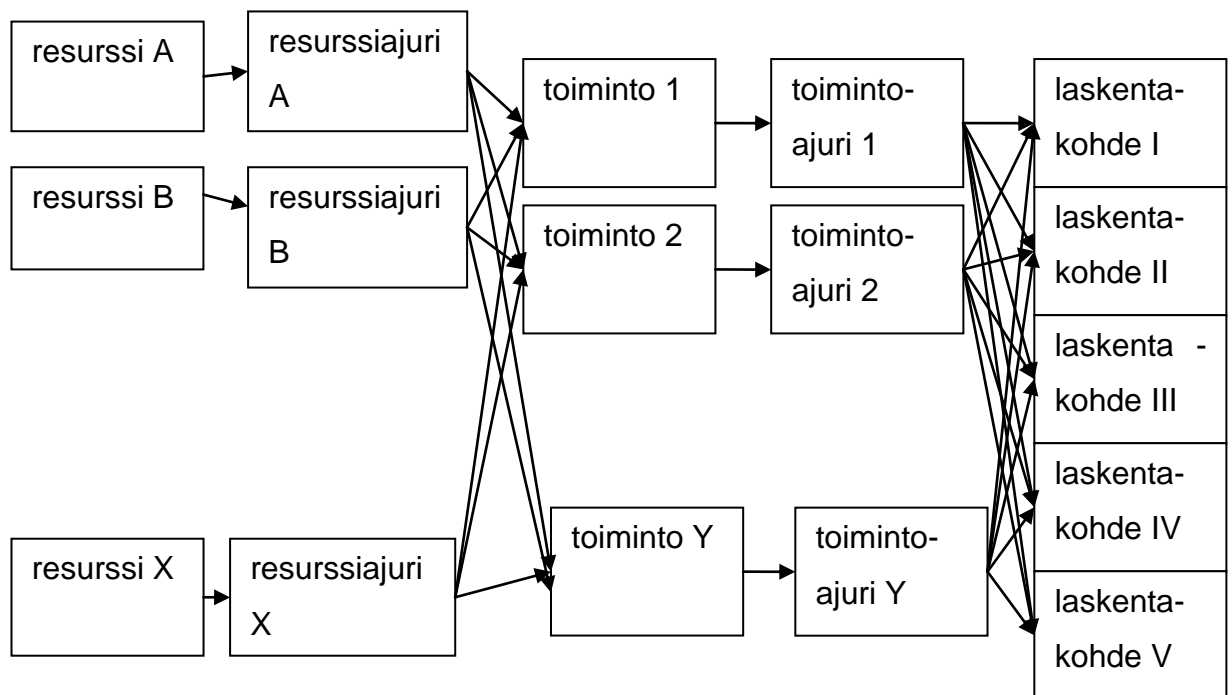 resurssi A
resurssiajuri
A
toiminto 1
toiminto-
ajuri 1
laskenta-
kohde I
resurssi B
resurssiajuri
B
toiminto 2
toiminto-
ajuri 2
laskenta-
kohde II
laskenta -
kohde III
laskenta-
kohde IV
resurssi X
resurssiajuri
X
toiminto Y
toiminto-
ajuri Y
laskenta-
kohde V